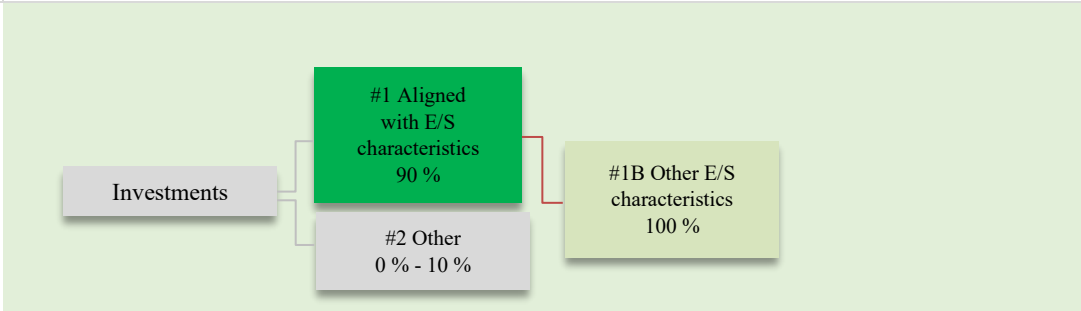 Investments
#1 Aligned
with E/S
characteristics
90 %
#2 Other
0 % - 10 %
#1B Other E/S
characteristics
100 %